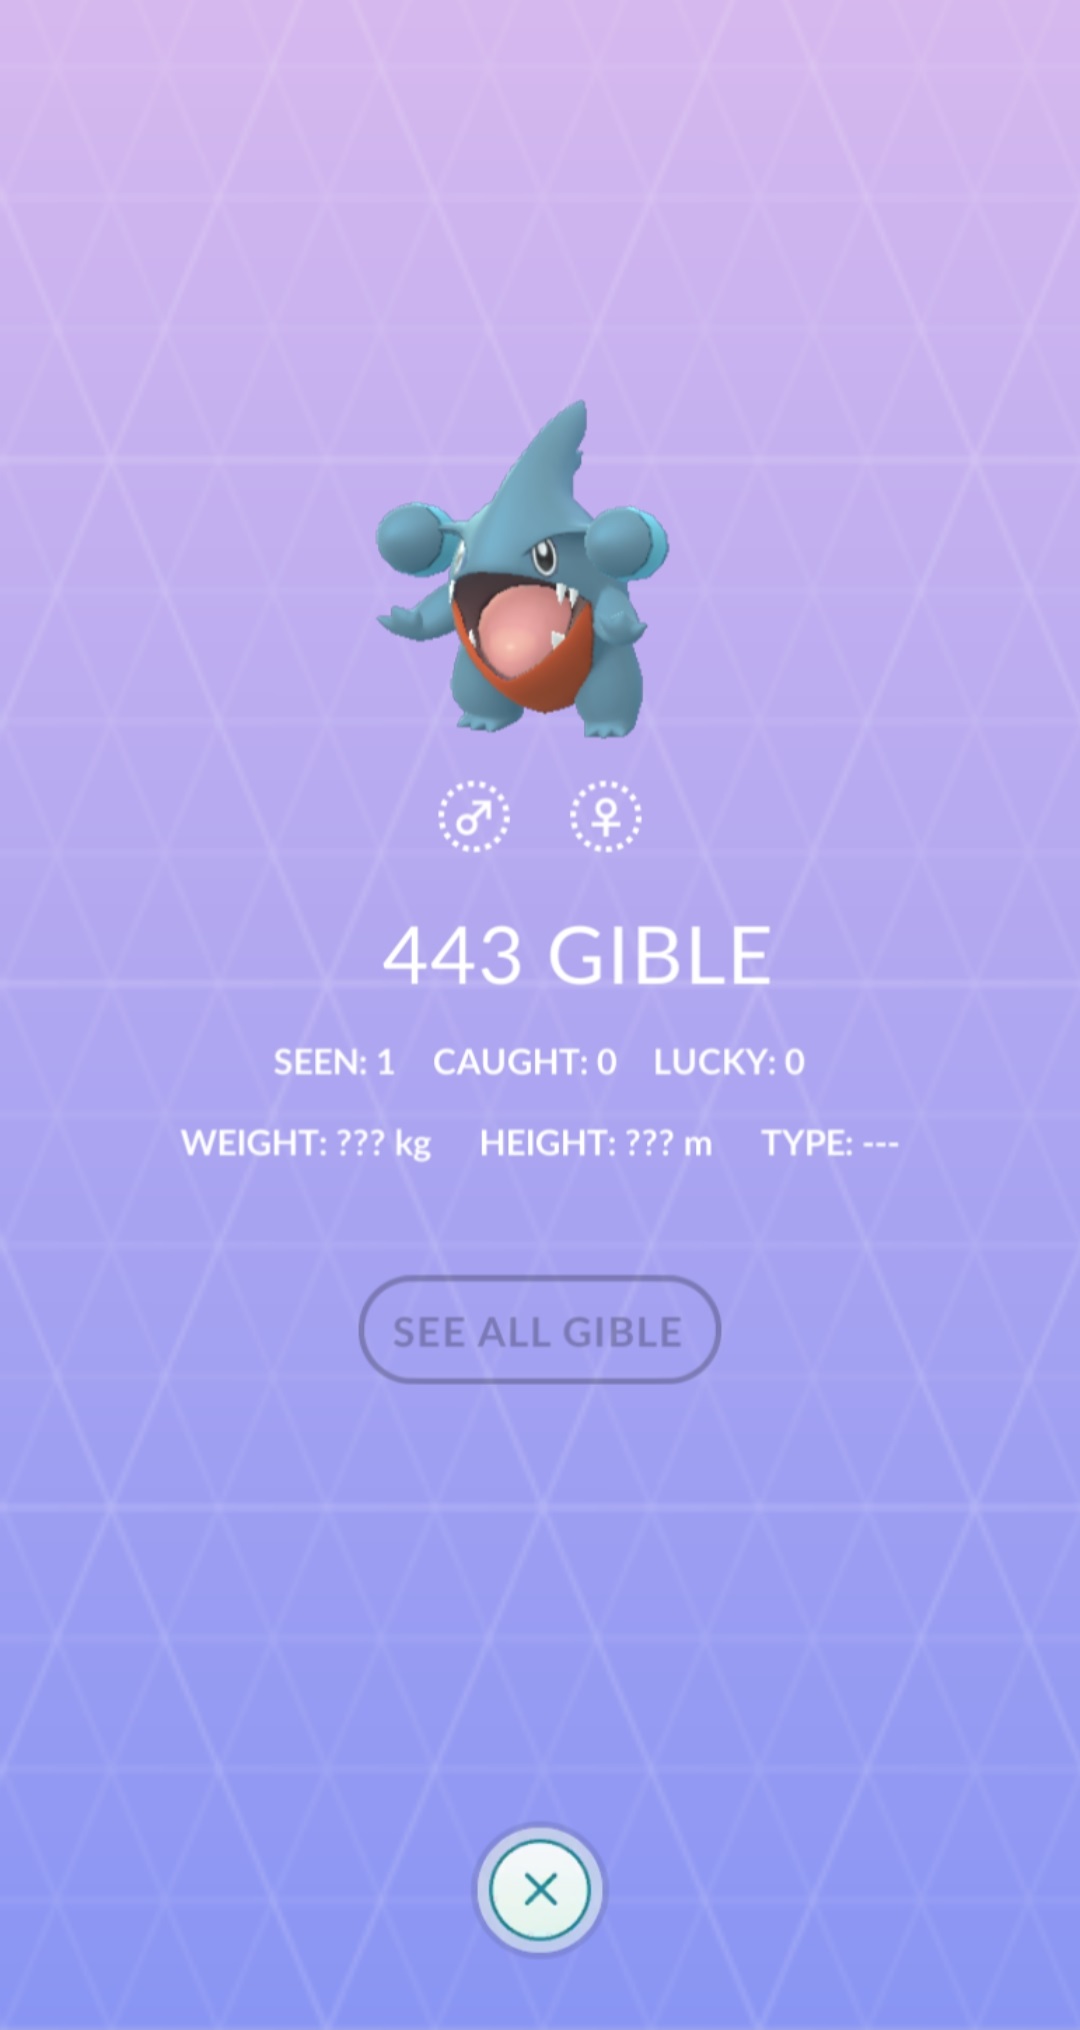 443 GIBLE
SEEN: 1 CAUGHT: 0 LUCKY: 0
WEIGHT: ??? kg HEIGHT: ??? m TYPE: ---
SEE ALL GIBLE